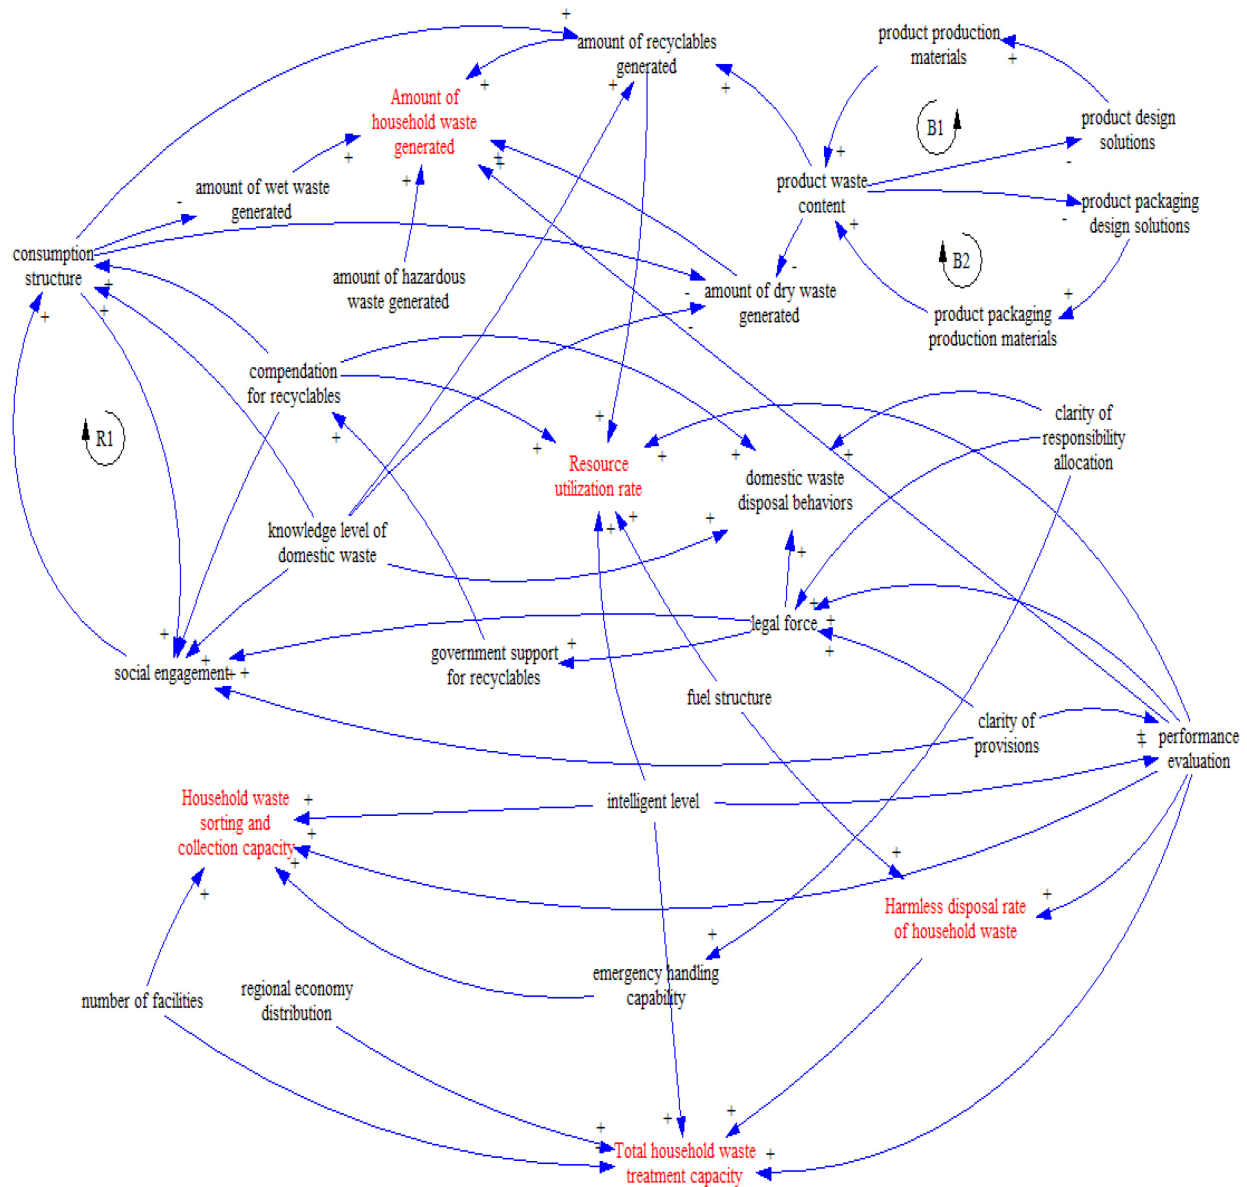 amount of recyclables
generated
product production
materials
Amount of
household waste
generated
B1
product design
solutions
amount of wet waste
generated
product waste
content
product packaging
design solutions
consumption
structure
amount of hazardous
waste generated
B2
amount of dry waste
generated
product packaging
production materials
compendation
for recyclables
R1
clarity of
responsibility
allocation
Resource
utilization rate
domestic waste
disposal behaviors
knowledge level of
domestic waste
legal force
social engagement
government support
for recyclables
fuel structure
clarity of
provisions
performance
evaluation
Household waste
sorting and
collection capacity
intelligent level
Harmless disposal rate
of household waste
number of facilities
regional economy
distribution
emergency handling
capability
Total household waste
treatment capacity